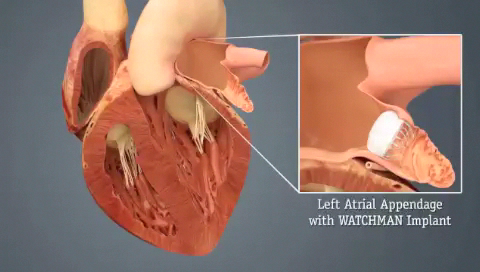 Left Atrial Appendage
with WATCHMAN Implant